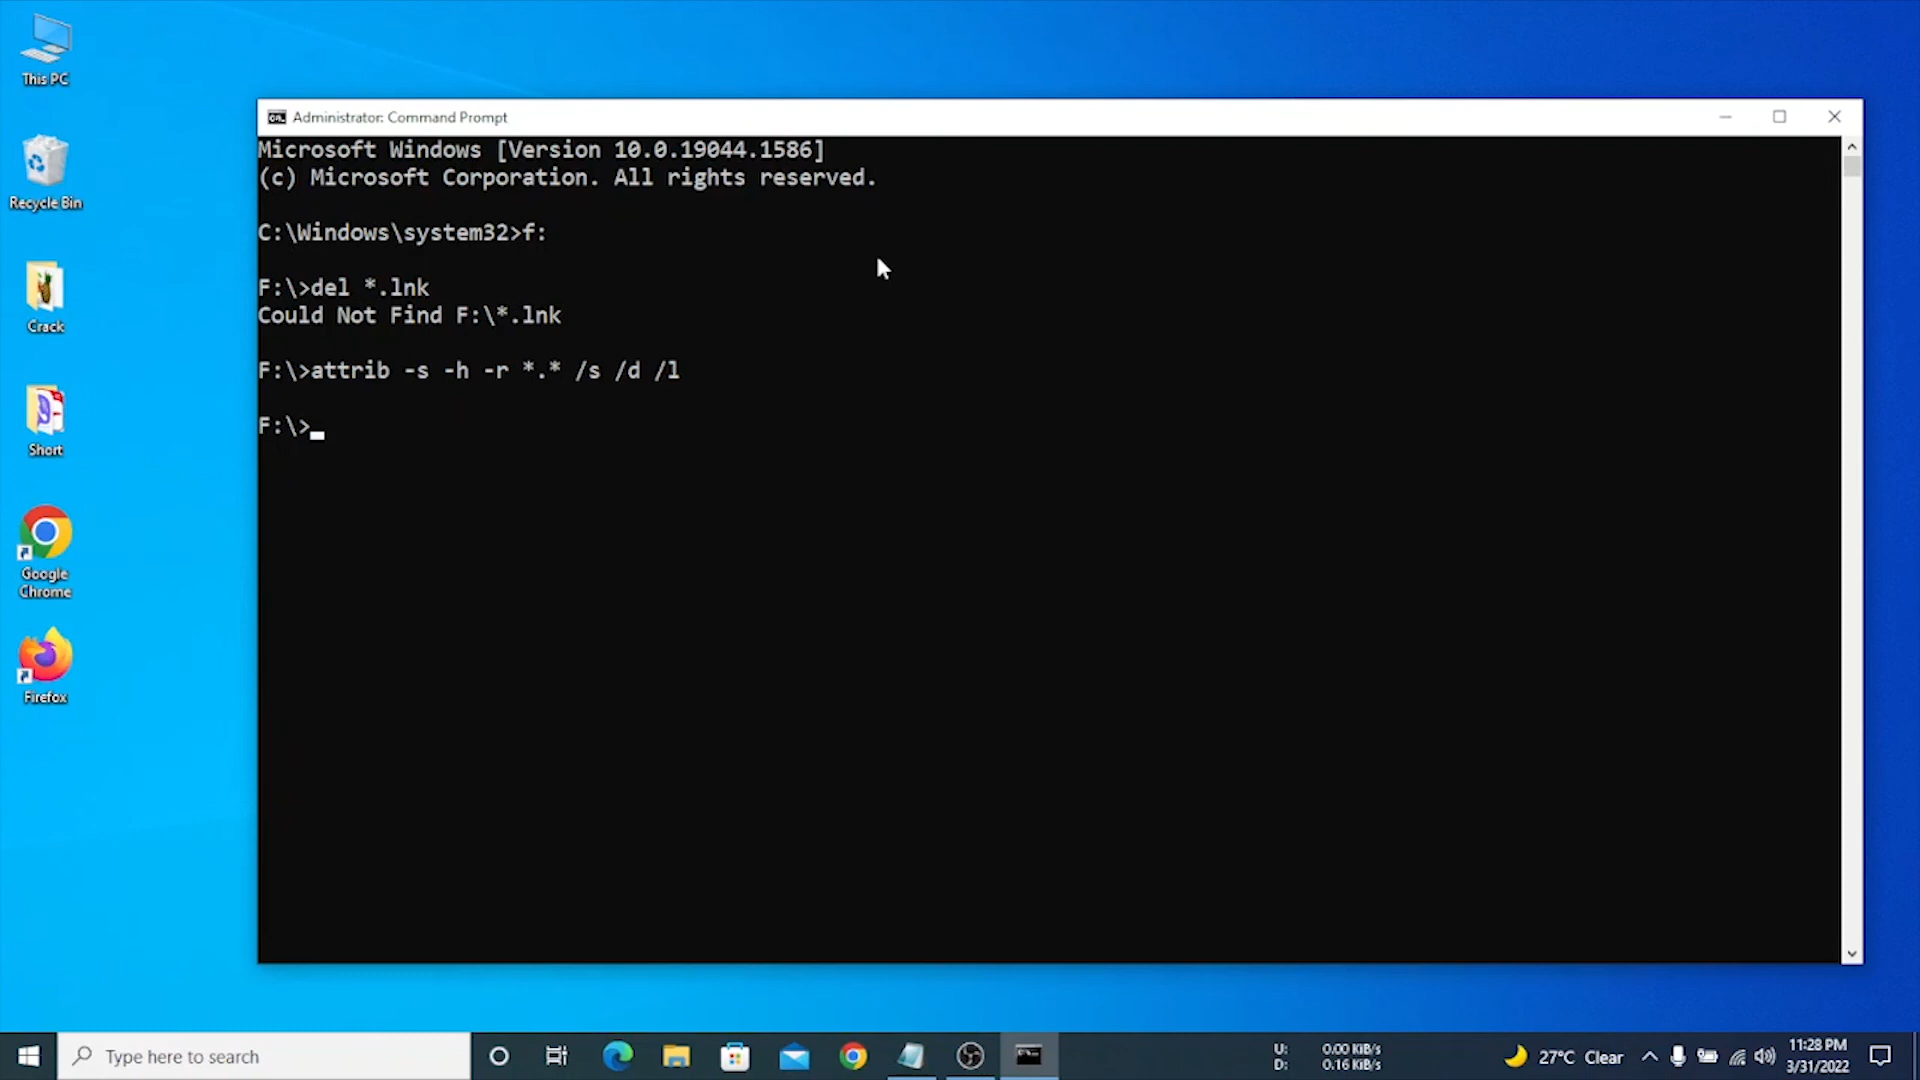 This PC
Recycle Bin
Crack
Short
Google
Chrome
Firefox
Administrator: Command Prompt
Microsoft Windows [Version 10.0.19044.1586]
(c) Microsoft Corporation. All rights reserved.
C:\Windows\system32>f:
F:\>del *.lnk
Could Not Find F:\*.lnk
F:\>attrib -s -h -r *.* /s /d /l
F:\>
Type here to search
U: 0.00 KiB/s
D: 0.16 KiB/s
27°C Clear
11:28 PM
3/31/2022